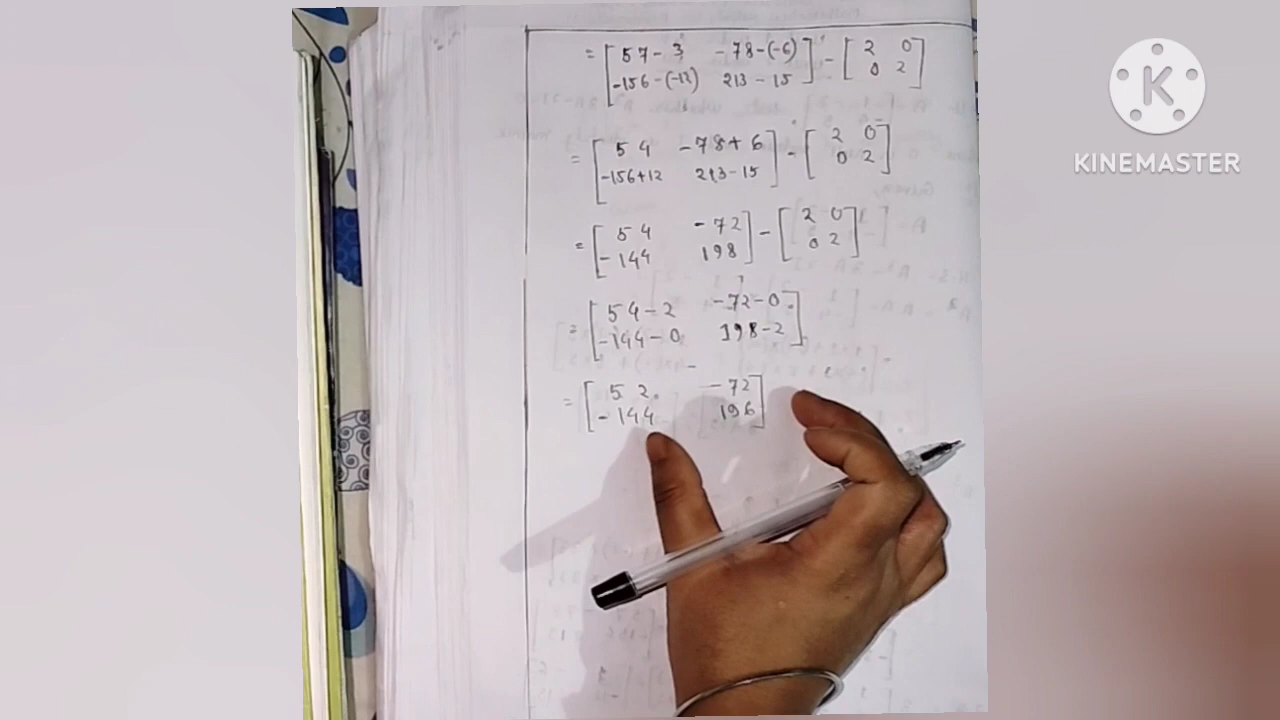 = [ 57-3 -78-(-6)
-156-(-12) 213-15 ] - [ 2 0
0 2 ]
= [ 54 -78+6
-156+12 213-15 ] - [ 2 0
0 2 ]
= [ 54 -72
-144 198 ] - [ 2 0
0 2 ]
= [ 54-2 -72-0
-144-0 198-2 ]
= [ 52 -72
-144 196 ]
K
KINEMASTER